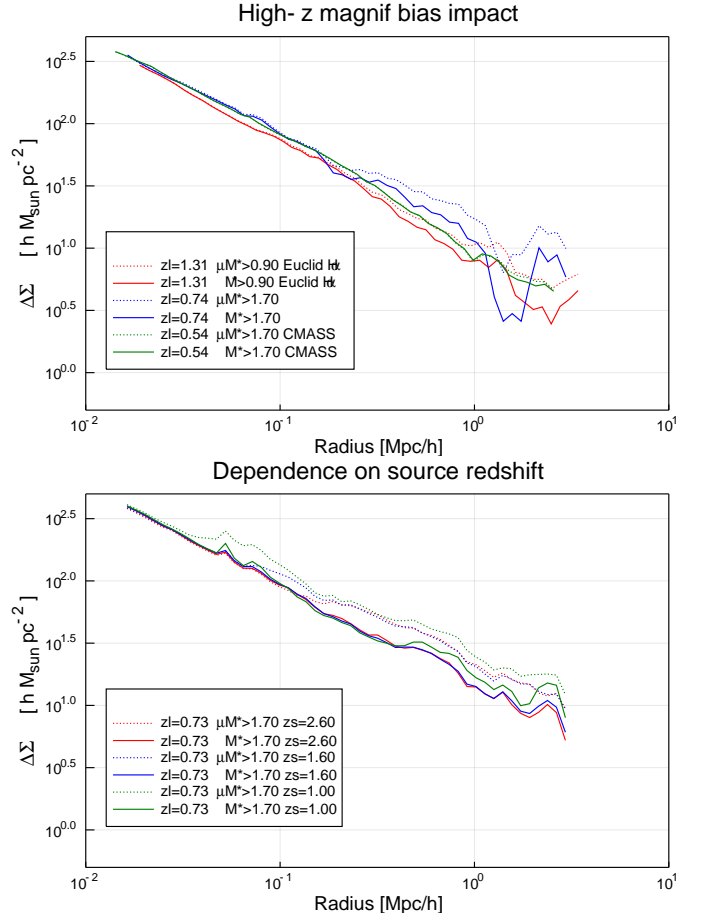 High- z magnif bias impact
10^2.5
10^2.0
10^1.5
10^1.0
10^0.5
10^0.0
ΔΣ [ h M_sun pc^-2 ]
zl=1.31 μM*>0.90 Euclid Hα
zl=1.31 M>0.90 Euclid Hα
zl=0.74 μM*>1.70
zl=0.74 M*>1.70
zl=0.54 μM*>1.70 CMASS
zl=0.54 M*>1.70 CMASS
10^-2 10^-1 10^0 10^1
Radius [Mpc/h]
Dependence on source redshift
10^2.5
10^2.0
10^1.5
10^1.0
10^0.5
10^0.0
ΔΣ [ h M_sun pc^-2 ]
zl=0.73 μM*>1.70 zs=2.60
zl=0.73 M*>1.70 zs=2.60
zl=0.73 μM*>1.70 zs=1.60
zl=0.73 M*>1.70 zs=1.60
zl=0.73 μM*>1.70 zs=1.00
zl=0.73 M*>1.70 zs=1.00
10^-2 10^-1 10^0 10^1
Radius [Mpc/h]